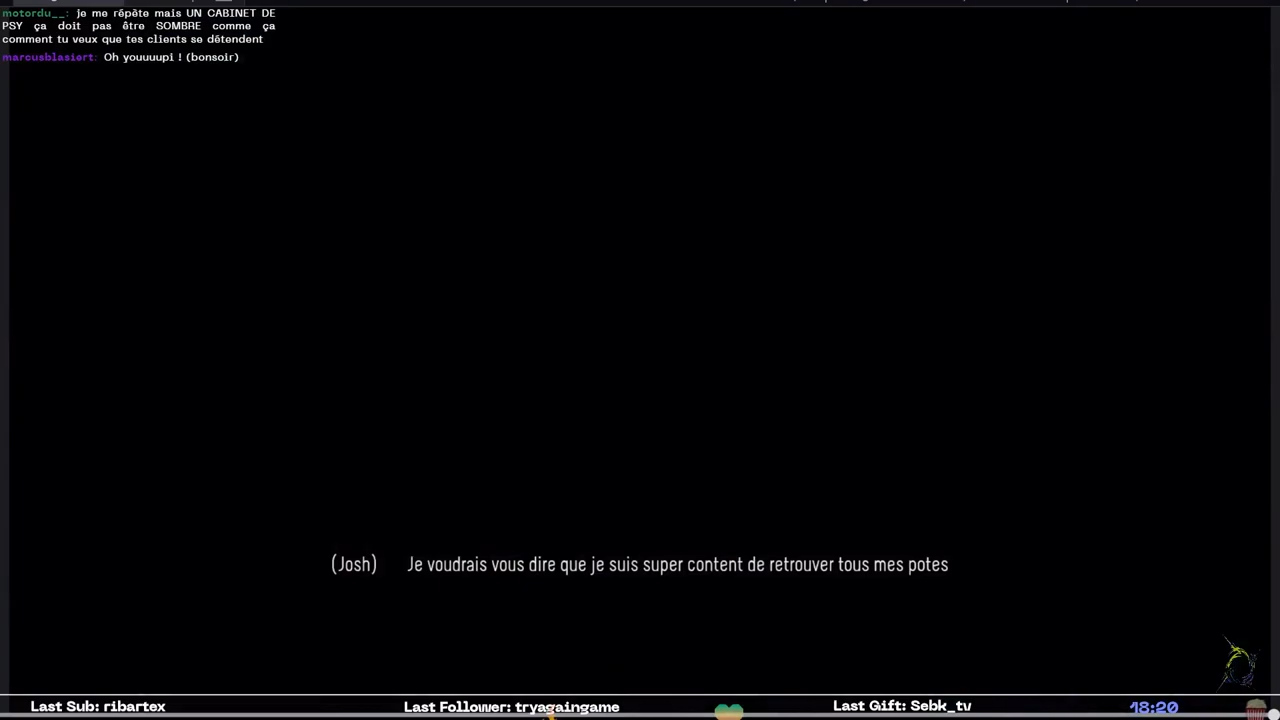 motordu__: je me répète mais UN CABINET DE
PSY ça doit pas être SOMBRE comme ça
comment tu veux que tes clients se détendent
marcusblasiert: Oh youuuupi ! (bonsoir)
(Josh) Je voudrais vous dire que je suis super content de retrouver tous mes potes
Last Sub: ribartex
Last Follower: tryagaingame
Last Gift: Sebk_tv
18:20